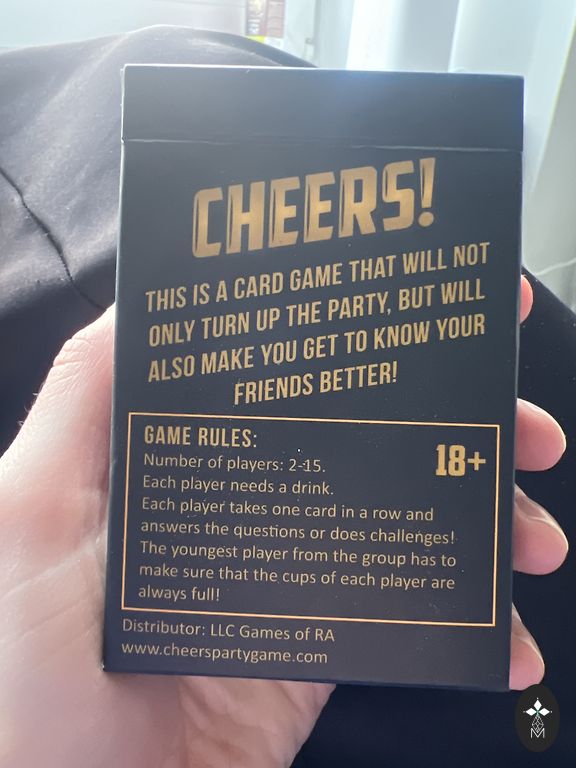 CHEERS!
THIS IS A CARD GAME THAT WILL NOT
ONLY TURN UP THE PARTY, BUT WILL
ALSO MAKE YOU GET TO KNOW YOUR
FRIENDS BETTER!
GAME RULES:
18+
Number of players: 2-15.
Each player needs a drink.
Each player takes one card in a row and
answers the questions or does challenges!
The youngest player from the group has to
make sure that the cups of each player are
always full!
Distributor: LLC Games of RA
www.cheerspartygame.com